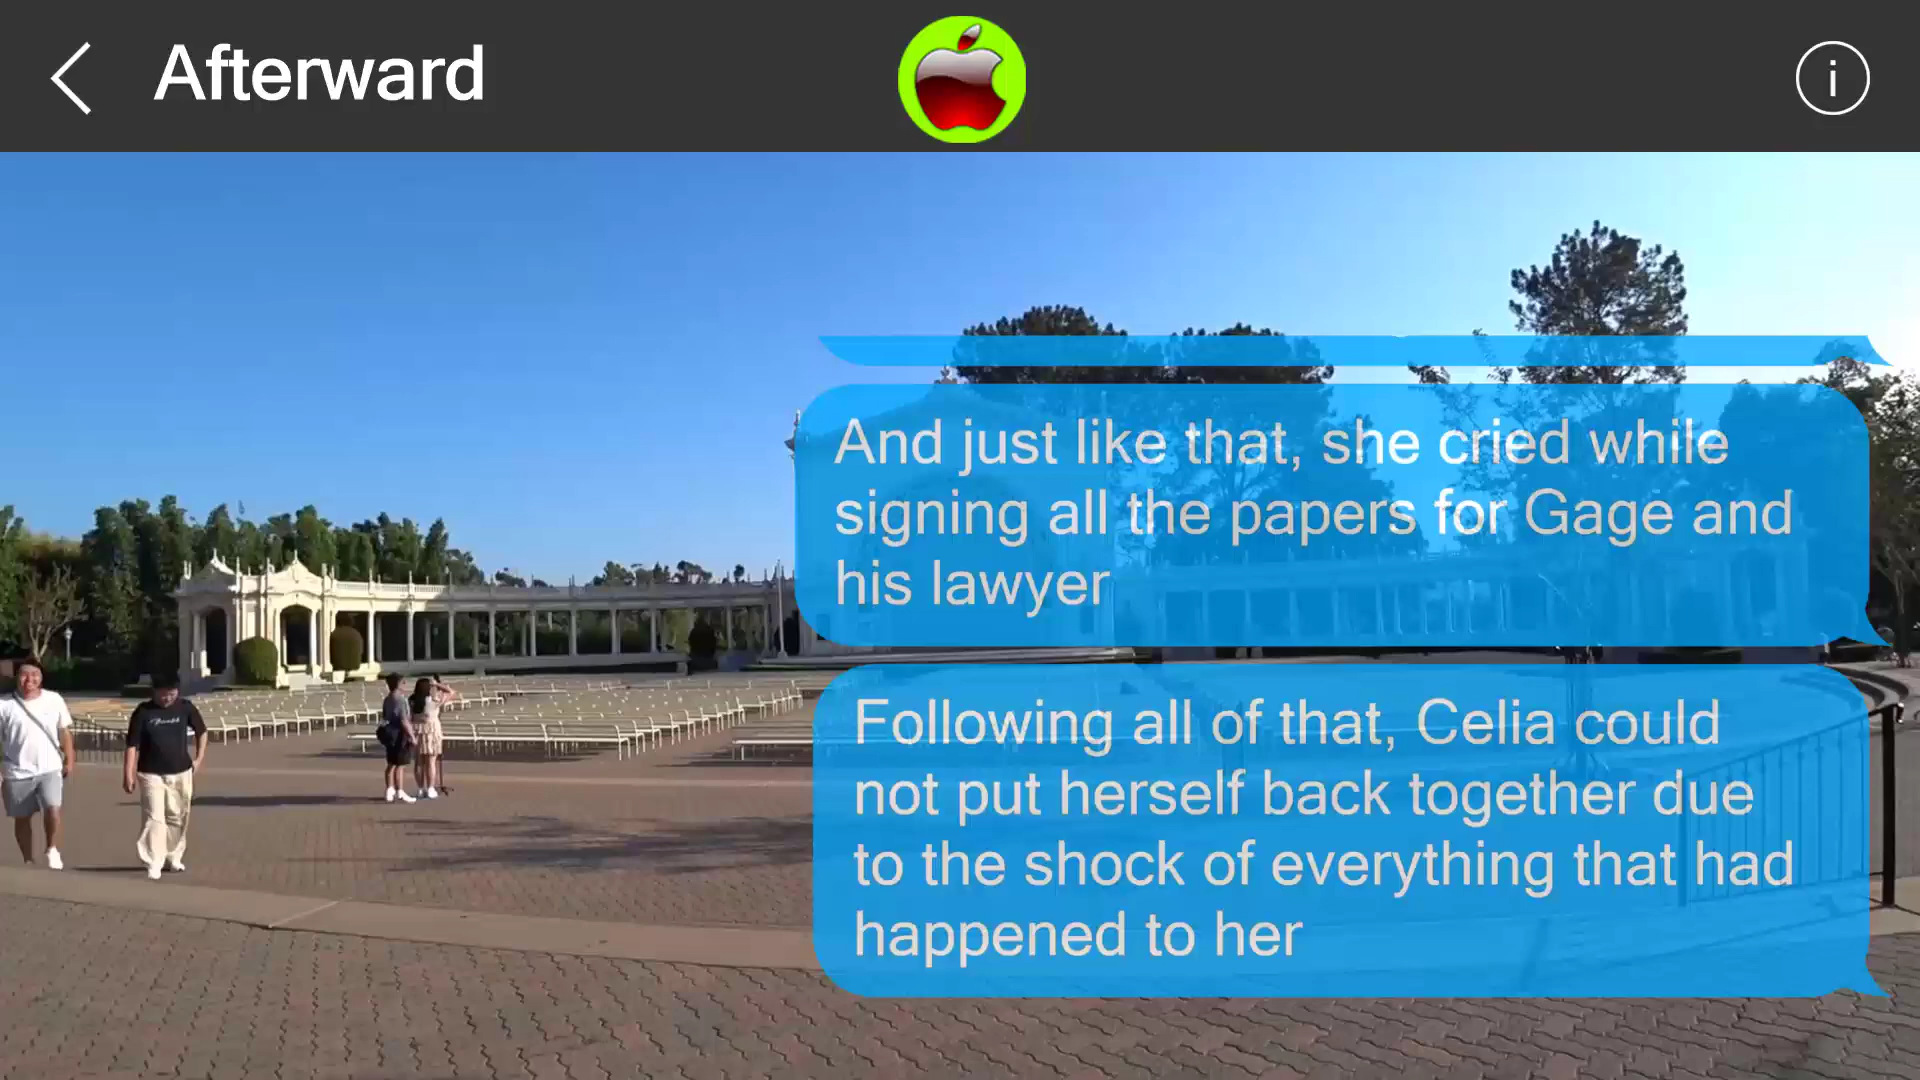 Afterward
And just like that, she cried while
signing all the papers for Gage and
his lawyer
Following all of that, Celia could
not put herself back together due
to the shock of everything that had
happened to her